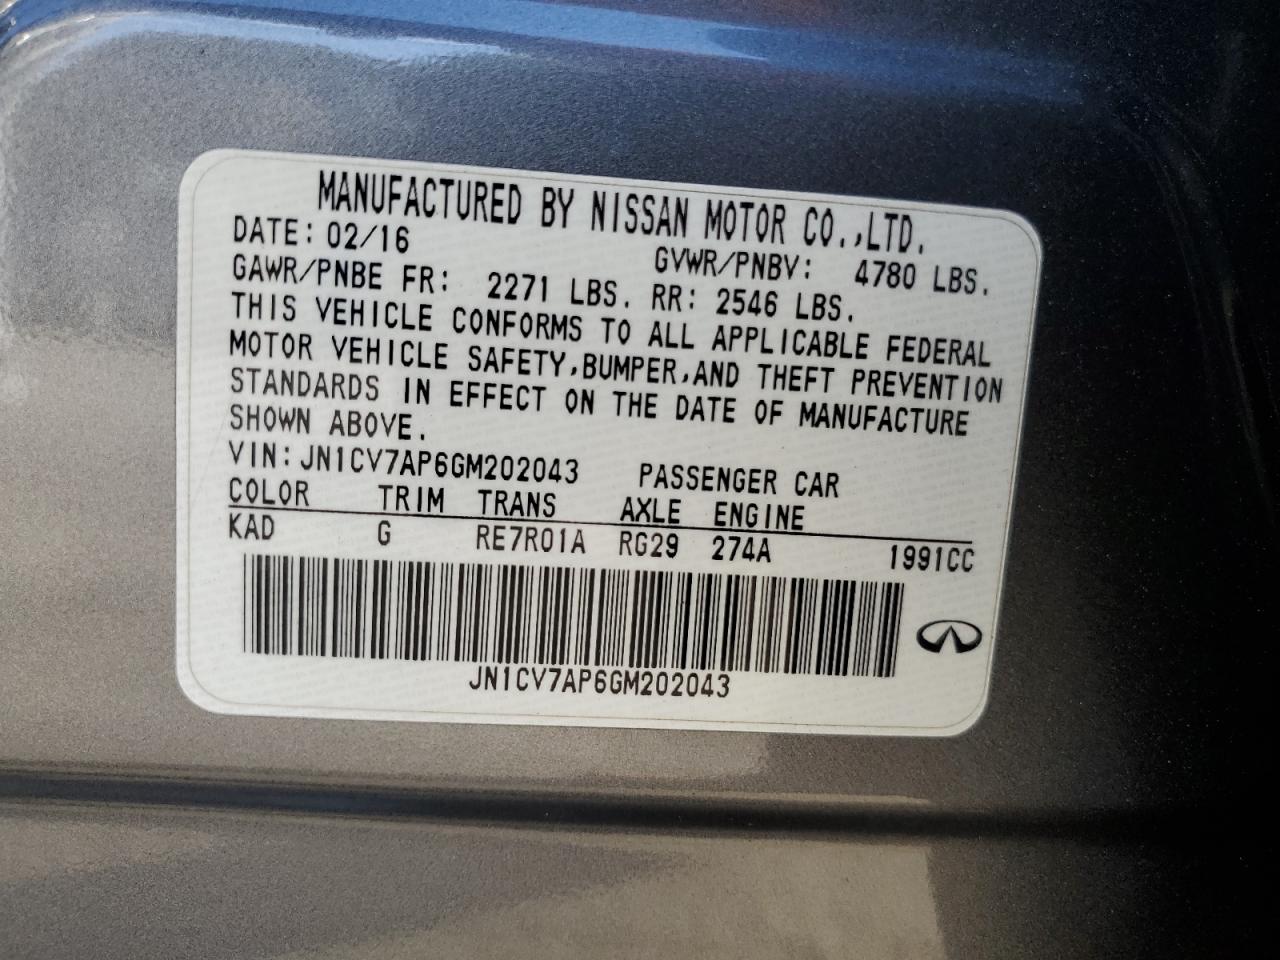 MANUFACTURED BY NISSAN MOTOR CO.,LTD.
DATE: 02/16 GVWR/PNBV: 4780 LBS.
GAWR/PNBE FR: 2271 LBS. RR: 2546 LBS.
THIS VEHICLE CONFORMS TO ALL APPLICABLE FEDERAL
MOTOR VEHICLE SAFETY,BUMPER,AND THEFT PREVENTION
STANDARDS IN EFFECT ON THE DATE OF MANUFACTURE
SHOWN ABOVE.
VIN: JN1CV7AP6GM202043 PASSENGER CAR
COLOR TRIM TRANS AXLE ENGINE
KAD G RE7R01A RG29 274A 1991CC
JN1CV7AP6GM202043